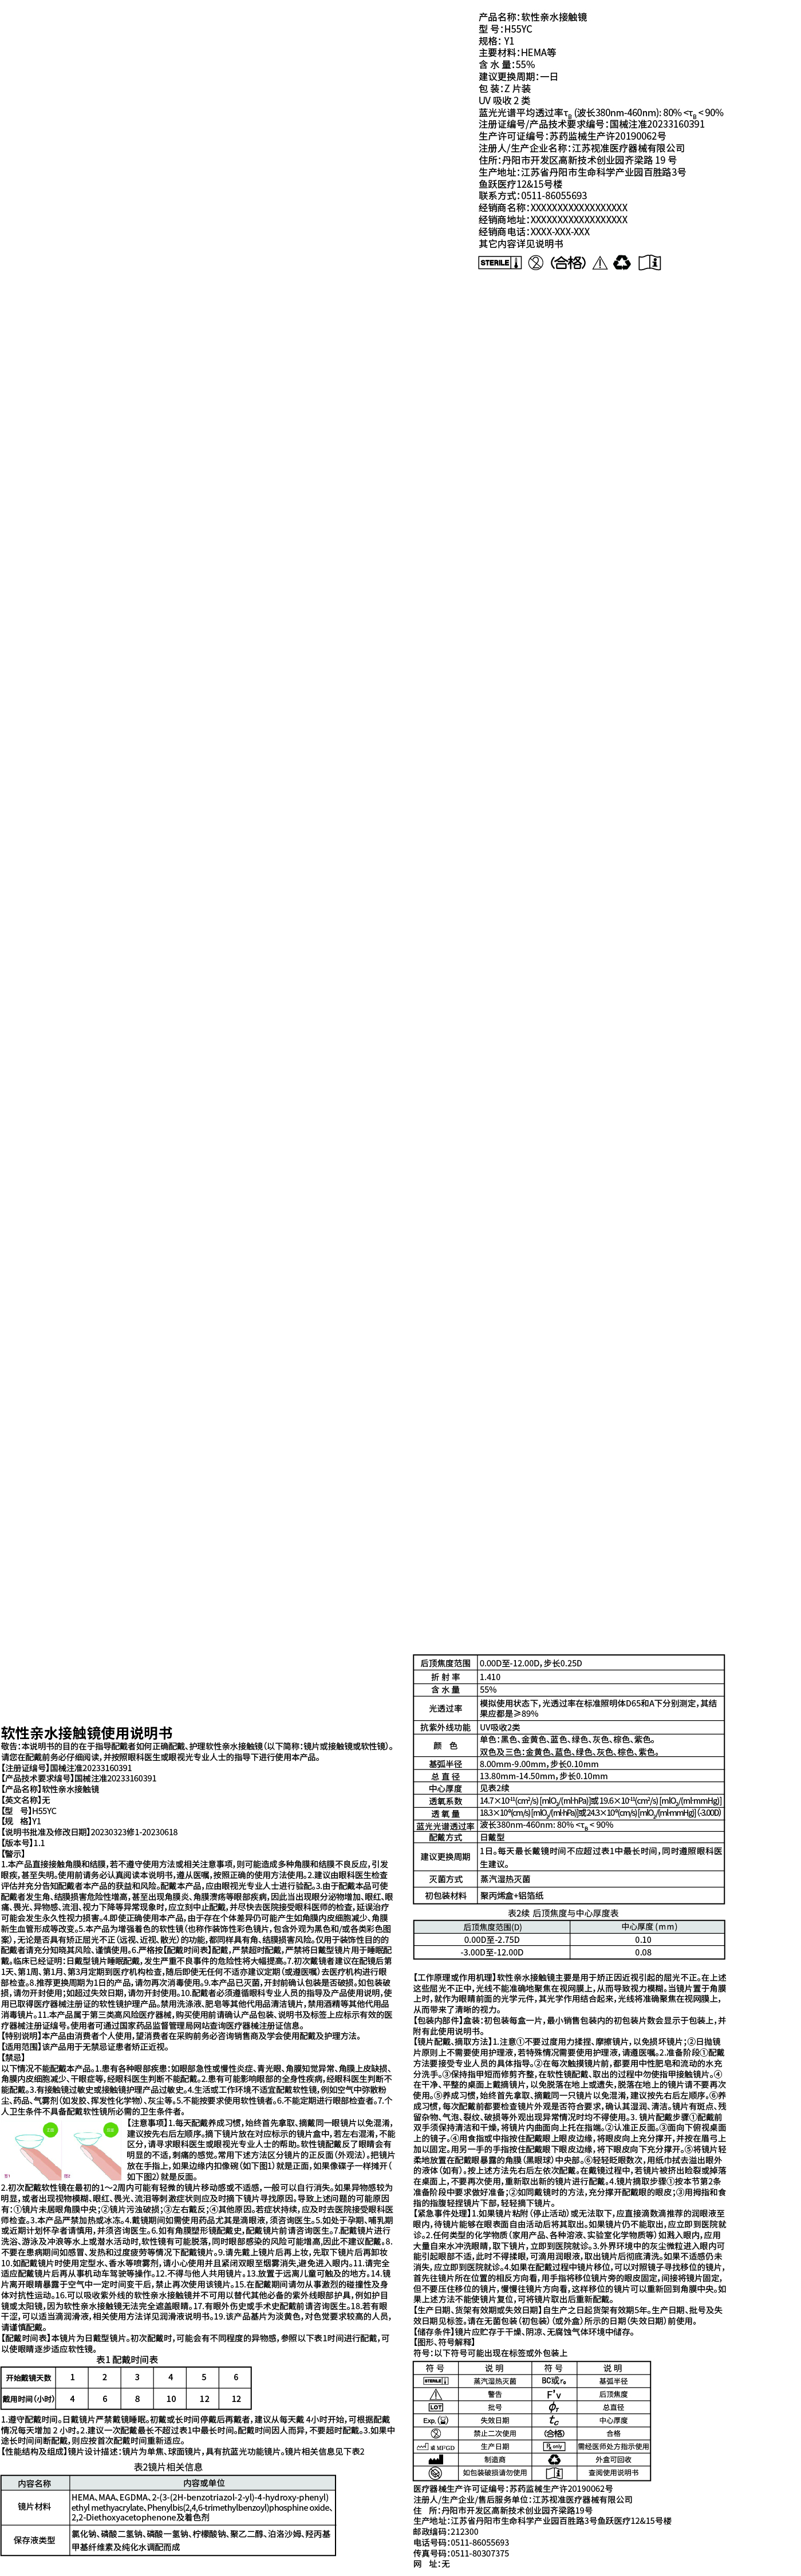 产品名称：软性亲水接触镜
型 号：H55YC
规格： Y1
主要材料：HEMA等
含 水 量：55%
建议更换周期：一日
包 装：Z 片装
UV 吸收 2 类
蓝光光谱平均透过率τB (波长380nm-460nm): 80% <τB < 90%
注册证编号/产品技术要求编号：国械注准20233160391
生产许可证编号：苏药监械生产许20190062号
注册人/生产企业名称：江苏视准医疗器械有限公司
住所：丹阳市开发区高新技术创业园齐梁路 19 号
生产地址：江苏省丹阳市生命科学产业园百胜路3号
鱼跃医疗12&15号楼
联系方式：0511-86055693
经销商名称：XXXXXXXXXXXXXXXXXX
经销商地址：XXXXXXXXXXXXXXXXXX
经销商电话：XXXX-XXX-XXX
其它内容详见说明书
STERILE (合格)
软性亲水接触镜使用说明书
敬告：本说明书的目的在于指导配戴者如何正确配戴、护理软性亲水接触镜（以下简称：镜片或接触镜或软性镜）。
请您在配戴前务必仔细阅读，并按照眼科医生或眼视光专业人士的指导下进行使用本产品。
【注册证编号】国械注准20233160391
【产品技术要求编号】国械注准20233160391
【产品名称】软性亲水接触镜
【英文名称】无
【型 号】H55YC
【规 格】Y1
【说明书批准及修改日期】20230323修1-20230618
【版本号】1.1
【警示】
1.本产品直接接触角膜和结膜，若不遵守使用方法或相关注意事项，则可能造成多种角膜和结膜不良反应，引发
眼疾，甚至失明。使用前请务必认真阅读本说明书，遵从医嘱，按照正确的使用方法使用。2.建议由眼科医生检查
评估并充分告知配戴者本产品的获益和风险。配戴本产品，应由眼视光专业人士进行验配。3.由于配戴本品可使
配戴者发生角、结膜损害危险性增高，甚至出现角膜炎、角膜溃疡等眼部疾病，因此当出现眼分泌物增加、眼红、眼
痛、畏光、异物感、流泪、视力下降等异常现象时，应立刻中止配戴，并尽快去医院接受眼科医师的检查，延误治疗
可能会发生永久性视力损害。4.即使正确使用本产品，由于存在个体差异仍可能产生如角膜内皮细胞减少、角膜
新生血管形成等改变。5.本产品为增强着色的软性镜（也称作装饰性彩色镜片，包含外观为黑色和/或各类彩色图
案），无论是否具有矫正屈光不正（远视、近视、散光）的功能，都同样具有角、结膜损害风险。仅用于装饰性目的的
配戴者请充分知晓其风险、谨慎使用。6.严格按【配戴时间表】配戴，严禁超时配戴，严禁将日戴型镜片用于睡眠配
戴。临床已经证明：日戴型镜片睡眠配戴，发生严重不良事件的危险性将大幅提高。7.初次戴镜者建议在配镜后第
1天、第1周、第1月、第3月定期到医疗机构检查，随后即使无任何不适亦建议定期（或遵医嘱）去医疗机构进行眼
部检查。8.推荐更换周期为1日的产品，请勿再次消毒使用。9.本产品已灭菌，开封前确认包装是否破损。如包装破
损，请勿开封使用；如超过失效日期，请勿开封使用。10.配戴者必须遵循眼科专业人员的指导及产品使用说明，使
用已取得医疗器械注册证的软性镜护理产品。禁用洗涤液、肥皂等其他代用品清洁镜片，禁用酒精等其他代用品
消毒镜片。11.本产品属于第三类高风险医疗器械，购买使用前请确认产品包装、说明书及标签上应标示有效的医
疗器械注册证编号，使用者可通过国家药品监督管理局网站查询医疗器械注册证信息。
【特别说明】本产品由消费者个人使用，望消费者在采购前务必咨询销售商及学会使用配戴及护理方法。
【适用范围】该产品用于无禁忌证患者矫正近视。
【禁忌】
以下情况不能配戴本产品。1.患有各种眼部疾患：如眼部急性或慢性炎症、青光眼、角膜知觉异常、角膜上皮缺损、
角膜内皮细胞减少、干眼症等，经眼科医生判断不能配戴。2.患有可能影响眼部的全身性疾病，经眼科医生判断不
能配戴。3.有接触镜过敏史或接触镜护理产品过敏史。4.生活或工作环境不适宜配戴软性镜，例如空气中弥散粉
尘、药品、气雾剂（如发胶、挥发性化学物）、灰尘等。5.不能按要求使用软性镜者。6.不能定期进行眼部检查者。7.个
人卫生条件不具备配戴软性镜所必需的卫生条件者。
【注意事项】1.每天配戴养成习惯，始终首先拿取、摘戴同一眼镜片以免混淆，
建议按先右后左顺序。摘下镜片放在对应标示的镜片盒中，若左右混淆，不能
区分，请寻求眼科医生或眼视光专业人士的帮助。软性镜配戴反了眼睛会有
明显的不适，刺痛的感觉。常用下述方法区分镜片的正反面（外观法）。把镜片
放在手指上，如果边缘内扣像碗（如下图1）就是正面，如果像碟子一样摊开（
如下图2）就是反面。
图1 图2
2.初次配戴软性镜在最初的1～2周内可能有轻微的镜片移动感或不适感，一般可以自行消失。如果异物感较为
明显，或者出现视物模糊、眼红、畏光、流泪等刺激症状则应及时摘下镜片寻找原因，导致上述问题的可能原因
有：①镜片未居眼角膜中央；②镜片污浊破损；③左右戴反；④其他原因。若症状持续，应及时去医院接受眼科医
师检查。3.本产品严禁加热或冰冻。4.戴镜期间如需使用药品尤其是滴眼液，须咨询医生。5.如处于孕期、哺乳期
或近期计划怀孕者请慎用，并须咨询医生。6.如有角膜塑形镜配戴史，配戴镜片前请咨询医生。7.配戴镜片进行
洗浴、游泳及冲浪等水上或潜水活动时，软性镜有可能脱落，同时眼部感染的风险可能增高，因此不建议配戴。8.
不要在患病期间如感冒、发热和过度疲劳等情况下配戴镜片。9.请先戴上镜片后再上妆，先取下镜片后再卸妆
10.如配戴镜片时使用定型水、香水等喷雾剂，请小心使用并且紧闭双眼至烟雾消失，避免进入眼内。11.请完全
适应配戴镜片后再从事机动车驾驶等操作。12.不得与他人共用镜片。13.放置于远离儿童可触及的地方。14.镜
片离开眼睛暴露于空气中一定时间变干后，禁止再次使用该镜片。15.在配戴期间请勿从事激烈的碰撞性及身
体对抗性运动。16.可以吸收紫外线的软性亲水接触镜并不可用以替代其他必备的紫外线眼部护具，例如护目
镜或太阳镜，因为软性亲水接触镜无法完全遮盖眼睛。17.有眼外伤史或手术史配戴前请咨询医生。18.若有眼
干涩，可以适当滴润滑液，相关使用方法详见润滑液说明书。19.该产品基片为淡黄色，对色觉要求较高的人员，
请谨慎配戴。
【配戴时间表】本镜片为日戴型镜片。初次配戴时，可能会有不同程度的异物感，参照以下表1时间进行配戴，可
以使眼睛逐步适应软性镜。
表1 配戴时间表
开始戴镜天数 1 2 3 4 5 6
戴用时间（小时） 4 6 8 10 12 12
1.遵守配戴时间。日戴镜片严禁戴镜睡眠。初戴或长时间停戴后再戴者，建议从每天戴 4小时开始，可根据配戴
情况每天增加 2 小时。2.建议一次配戴最长不超过表1中最长时间。配戴时间因人而异，不要超时配戴。3.如果中
途长时间间断配戴，则应按首次配戴时间重新适应。
【性能结构及组成】镜片设计描述：镜片为单焦、球面镜片，具有抗蓝光功能镜片。镜片相关信息见下表2
表2镜片相关信息
内容名称 内容或单位
镜片材料 HEMA、MAA、EGDMA、2-(3-(2H-benzotriazol-2-yl)-4-hydroxy-phenyl)
ethyl methyacrylate、Phenylbis(2,4,6-trimethylbenzoyl)phosphine oxide、
2,2-Diethoxyacetophenone及着色剂
保存液类型 氯化钠、磷酸二氢钠、磷酸一氢钠、柠檬酸钠、聚乙二醇、泊洛沙姆、羟丙基
甲基纤维素及纯化水调配而成
后顶焦度范围 0.00D至-12.00D，步长0.25D
折 射 率 1.410
含 水 量 55%
光透过率 模拟使用状态下，光透过率在标准照明体D65和A下分别测定，其结
果应都是≥89%
抗紫外线功能 UV吸收2类
颜 色 单色：黑色、金黄色、蓝色、绿色、灰色、棕色、紫色。
双色及三色：金黄色、蓝色、绿色、灰色、棕色、紫色。
基弧半径 8.00mm-9.00mm，步长0.10mm
总 直 径 13.80mm-14.50mm，步长0.10mm
中心厚度 见表2续
透氧系数 14.7×10-11(cm²/s) [mlO2/(ml·hPa)]或 19.6×10-11(cm²/s) [mlO2/(ml·mmHg)]
透 氧 量 18.3×10-9(cm/s) [mlO2/(ml·hPa)]或24.3×10-9(cm/s) [mlO2/(ml·mmHg)] (-3.00D)
蓝光光谱透过率 波长380nm-460nm: 80% <τB < 90%
配戴方式 日戴型
建议更换周期 1日。每天最长戴镜时间不应超过表1中最长时间，同时遵照眼科医
生建议。
灭菌方式 蒸汽湿热灭菌
初包装材料 聚丙烯盒+铝箔纸
表2续 后顶焦度与中心厚度表
后顶焦度范围(D) 中心厚度 (mm)
0.00D至-2.75D 0.10
-3.00D至-12.00D 0.08
【工作原理或作用机理】软性亲水接触镜主要是用于矫正因近视引起的屈光不正。在上述
这些屈光不正中，光线不能准确地聚焦在视网膜上，从而导致视力模糊。当镜片置于角膜
上时，就作为眼睛前面的光学元件，其光学作用结合起来，光线将准确聚焦在视网膜上，
从而带来了清晰的视力。
【包装内部件】盒装：初包装每盒一片，最小销售包装内的初包装片数会显示于包装上，并
附有此使用说明书。
【镜片配戴、摘取方法】1.注意①不要过度用力揉捏、摩擦镜片，以免损坏镜片；②日抛镜
片原则上不需要使用护理液，若特殊情况需要使用护理液，请遵医嘱。2.准备阶段①配戴
方法要接受专业人员的具体指导。②在每次触摸镜片前，都要用中性肥皂和流动的水充
分洗手。③保持指甲短而修剪齐整，在软性镜配戴、取出的过程中勿使指甲接触镜片。④
在干净、平整的桌面上戴摘镜片，以免脱落在地上或遗失，脱落在地上的镜片请不要再次
使用。⑤养成习惯，始终首先拿取、摘戴同一只镜片以免混淆，建议按先右后左顺序。⑥养
成习惯，每次配戴前都要检查镜片外观是否符合要求，确认其湿润、清洁。镜片有斑点、残
留杂物、气泡、裂纹、破损等外观出现异常情况时均不得使用。3. 镜片配戴步骤①配戴前
双手须保持清洁和干燥，将镜片内曲面向上托在指端。②认准正反面。③面向下俯视桌面
上的镜子。④用食指或中指按住配戴眼上眼皮边缘，将眼皮向上充分撑开，并按在眉弓上
加以固定。用另一手的手指按住配戴眼下眼皮边缘，将下眼皮向下充分撑开。⑤将镜片轻
柔地放置在配戴眼暴露的角膜（黑眼球）中央部。⑥轻轻眨眼数次，用纸巾拭去溢出眼外
的液体（如有）。按上述方法先右后左依次配戴。在戴镜过程中，若镜片被挤出给裂或掉落
在桌面上，不要再次使用，重新取出新的镜片进行配戴。4.镜片摘取步骤①按本节第2条
准备阶段中要求做好准备；②如同戴镜时的方法，充分撑开配戴眼的眼皮；③用拇指和食
指的指腹轻捏镜片下部，轻轻摘下镜片。
【紧急事件处理】1.如果镜片粘附（停止活动）或无法取下，应直接滴数滴推荐的润眼液至
眼内，待镜片能够在眼表面自由活动后将其取出。如果镜片仍不能取出，应立即到医院就
诊。2.任何类型的化学物质（家用产品、各种溶液、实验室化学物质等）如溅入眼内，应用
大量自来水冲洗眼睛，取下镜片，立即到医院就诊。3.外界环境中的灰尘微粒进入眼内可
能引起眼部不适，此时不得揉眼，可滴用润眼液，取出镜片后彻底清洗。如果不适感仍未
消失，应立即到医院就诊。4.如果在配戴过程中镜片移位，可以对照镜子寻找移位的镜片，
首先往镜片所在位置的相反方向看，用手指将移位镜片旁的眼皮固定，间接将镜片固定，
但不要压住移位的镜片，慢慢往镜片方向看，这样移位的镜片可以重新回到角膜中央。如
果上述方法不能使镜片复位，可将镜片取出后重新配戴。
【生产日期、货架有效期或失效日期】自生产之日起货架有效期5年。生产日期、批号及失
效日期见标签。请在无菌包装（初包装）（或外盒）所示的日期（失效日期）前使用。
【储存条件】镜片应贮存于干燥、阴凉、无腐蚀气体环境中储存。
【图形、符号解释】
符号：以下符号可能出现在标签或外包装上
符 号 说 明 符 号 说 明
STERILE 蒸汽湿热灭菌 BC或r₀ 基弧半径
警告 F'v 后顶焦度
LOT 批号 ϕT 总直径
Exp.( ) 失效日期 tC 中心厚度
禁止二次使用 (合格) 合格
或 MFGD 生产日期 Rx only 需经医师处方指示使用
制造商 外盒可回收
如包装破损请勿使用 查阅使用说明书
医疗器械生产许可证编号：苏药监械生产许20190062号
注册人/生产企业/售后服务单位：江苏视准医疗器械有限公司
住 所：丹阳市开发区高新技术创业园齐梁路19号
生产地址：江苏省丹阳市生命科学产业园百胜路3号鱼跃医疗12&15号楼
邮政编码：212300
电话号码：0511-86055693
传真号码：0511-80307375
网 址：无